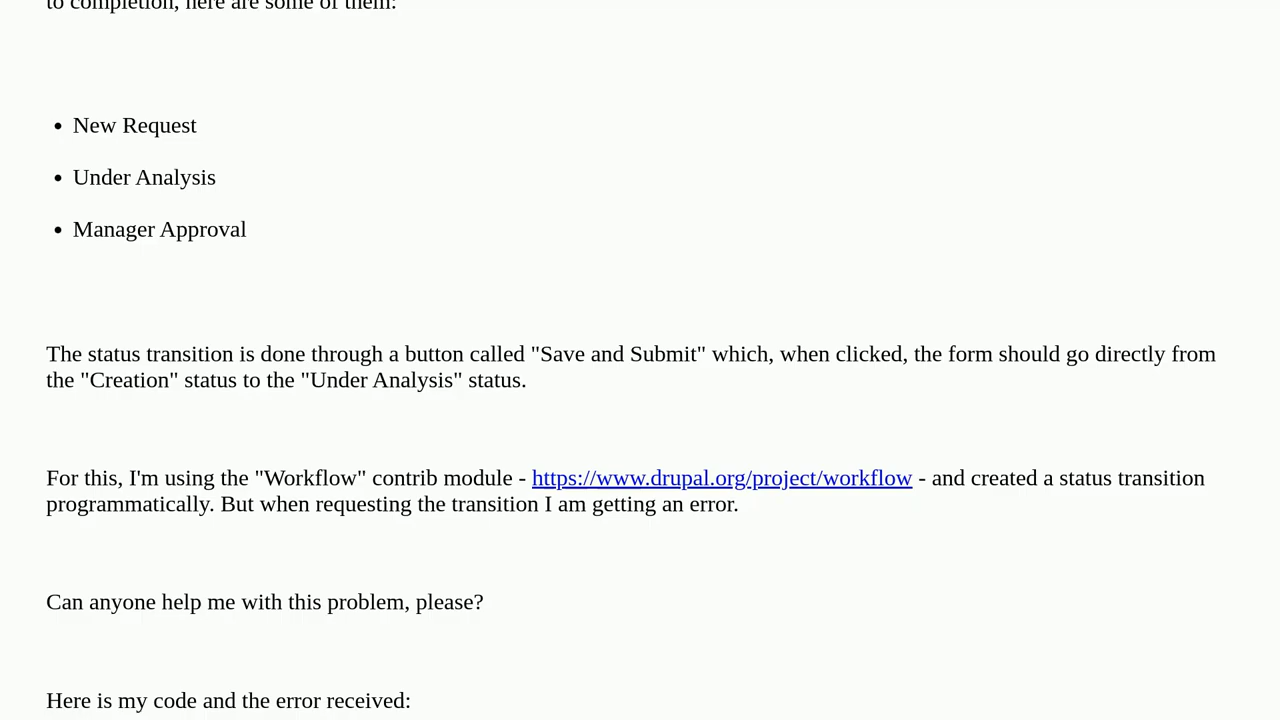 to completion, here are some of them:
New Request
Under Analysis
Manager Approval
The status transition is done through a button called "Save and Submit" which, when clicked, the form should go directly from
the "Creation" status to the "Under Analysis" status.
For this, I'm using the "Workflow" contrib module - https://www.drupal.org/project/workflow - and created a status transition
programmatically. But when requesting the transition I am getting an error.
Can anyone help me with this problem, please?
Here is my code and the error received: